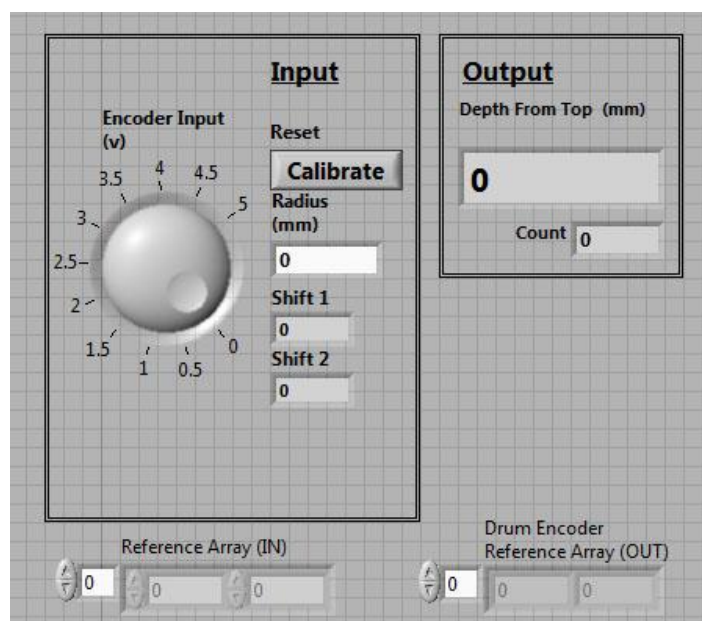 Input
Encoder Input
(v)
0
0.5
1
1.5
2
2.5
3
3.5
4
4.5
5
Reset
Calibrate
Radius
(mm)
0
Shift 1
0
Shift 2
0
Output
Depth From Top (mm)
0
Count 0
Reference Array (IN)
0 0 0
Drum Encoder
Reference Array (OUT)
0 0 0